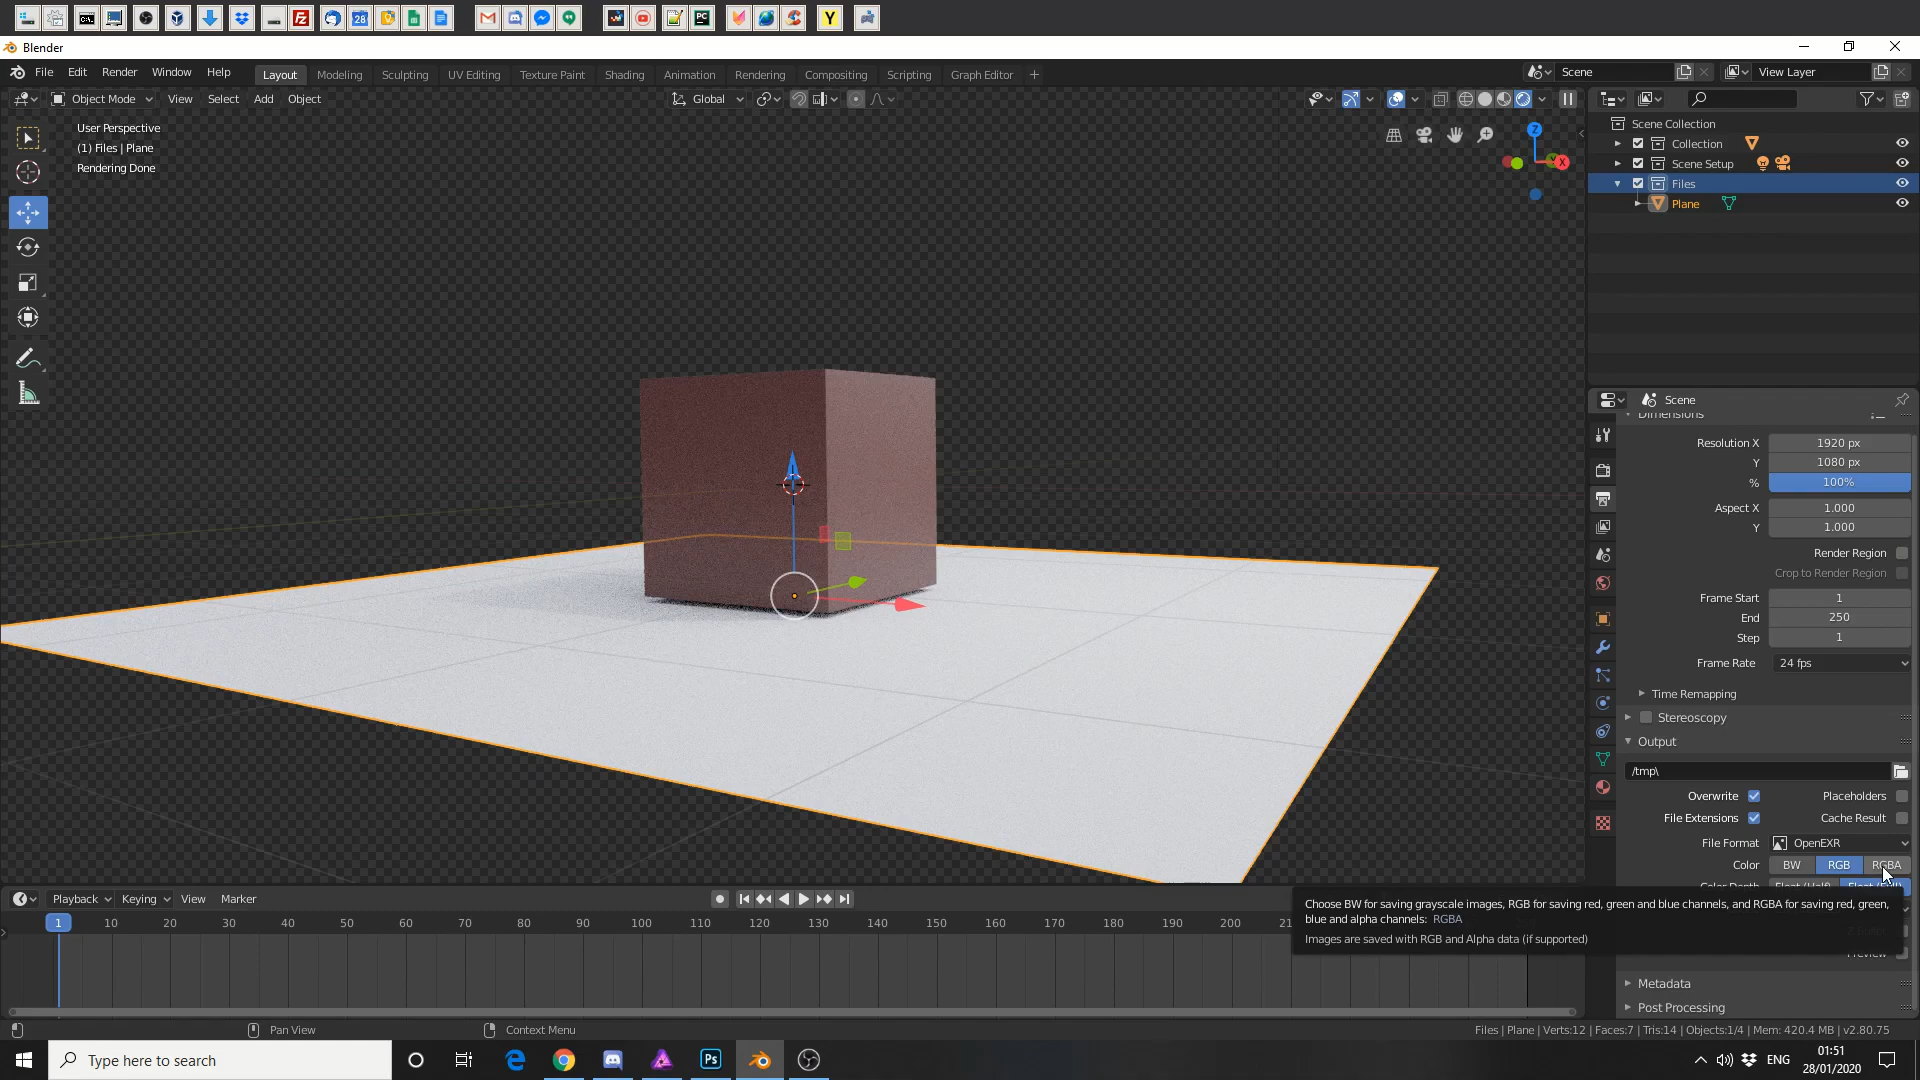 Blender
File Edit Render Window Help Layout Modeling Sculpting UV Editing Texture Paint Shading Animation Rendering Compositing Scripting Graph Editor + Scene View Layer
Object Mode View Select Add Object Global
User Perspective
(1) Files | Plane
Rendering Done
Scene Collection
Collection
Scene Setup
Files
Plane
Scene
Dimensions
Resolution X 1920 px
Y 1080 px
% 100%
Aspect X 1.000
Y 1.000
Render Region
Crop to Render Region
Frame Start 1
End 250
Step 1
Frame Rate 24 fps
Time Remapping
Stereoscopy
Output
/tmp\
Overwrite Placeholders
File Extensions Cache Result
File Format OpenEXR
Color BW RGB RGBA
Color Depth Float (Half) Float (Full)
Choose BW for saving grayscale images, RGB for saving red, green and blue channels, and RGBA for saving red, green,
blue and alpha channels: RGBA
Images are saved with RGB and Alpha data (if supported)
Preview
Metadata
Post Processing
Playback Keying View Marker
1 10 20 30 40 50 60 70 80 90 100 110 120 130 140 150 160 170 180 190 200
Pan View Context Menu Files | Plane | Verts:12 | Faces:7 | Tris:14 | Objects:1/4 | Mem: 420.4 MB | v2.80.75
Type here to search ENG 01:51
28/01/2020